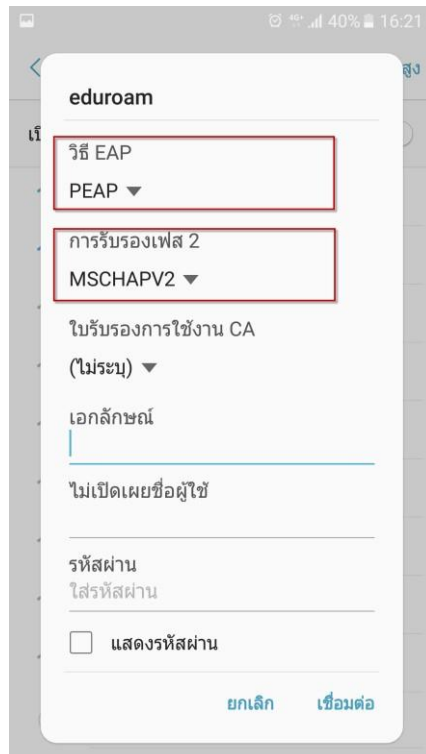 40% 16:21
สูง
eduroam
เปิ
วิธี EAP
PEAP
การรับรองเฟส 2
MSCHAPV2
ใบรับรองการใช้งาน CA
(ไม่ระบุ)
เอกลักษณ์
ไม่เปิดเผยชื่อผู้ใช้
รหัสผ่าน
ใส่รหัสผ่าน
แสดงรหัสผ่าน
ยกเลิก เชื่อมต่อ